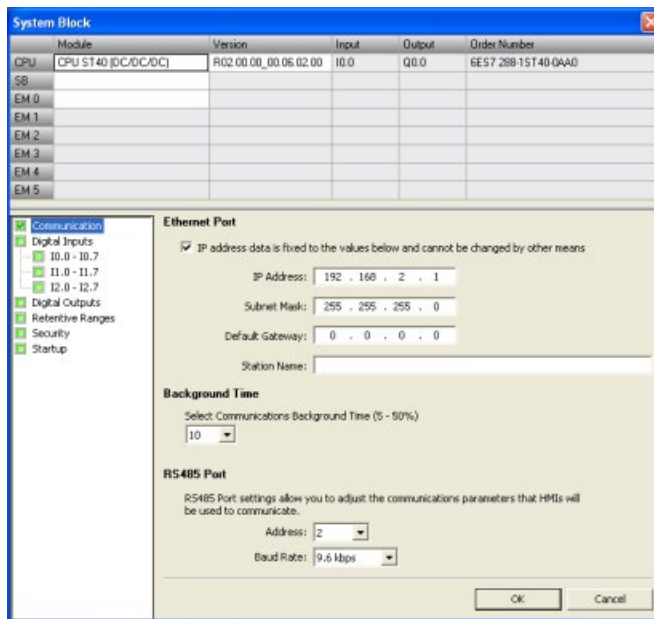 System Block
Module Version Input Output Order Number
CPU CPU ST40 (DC/DC/DC) R02.00.00_00.06.02.00 I0.0 Q0.0 6ES7 288-1ST40-0AA0
SB
EM 0
EM 1
EM 2
EM 3
EM 4
EM 5
Communication
Digital Inputs
I0.0 - I0.7
I1.0 - I1.7
I2.0 - I2.7
Digital Outputs
Retentive Ranges
Security
Startup
Ethernet Port
IP address data is fixed to the values below and cannot be changed by other means
IP Address: 192 . 168 . 2 . 1
Subnet Mask: 255 . 255 . 255 . 0
Default Gateway: 0 . 0 . 0 . 0
Station Name:
Background Time
Select Communications Background Time (5 - 50%)
10
RS485 Port
RS485 Port settings allow you to adjust the communications parameters that HMIs will
be used to communicate.
Address: 2
Baud Rate: 9.6 kbps
OK Cancel